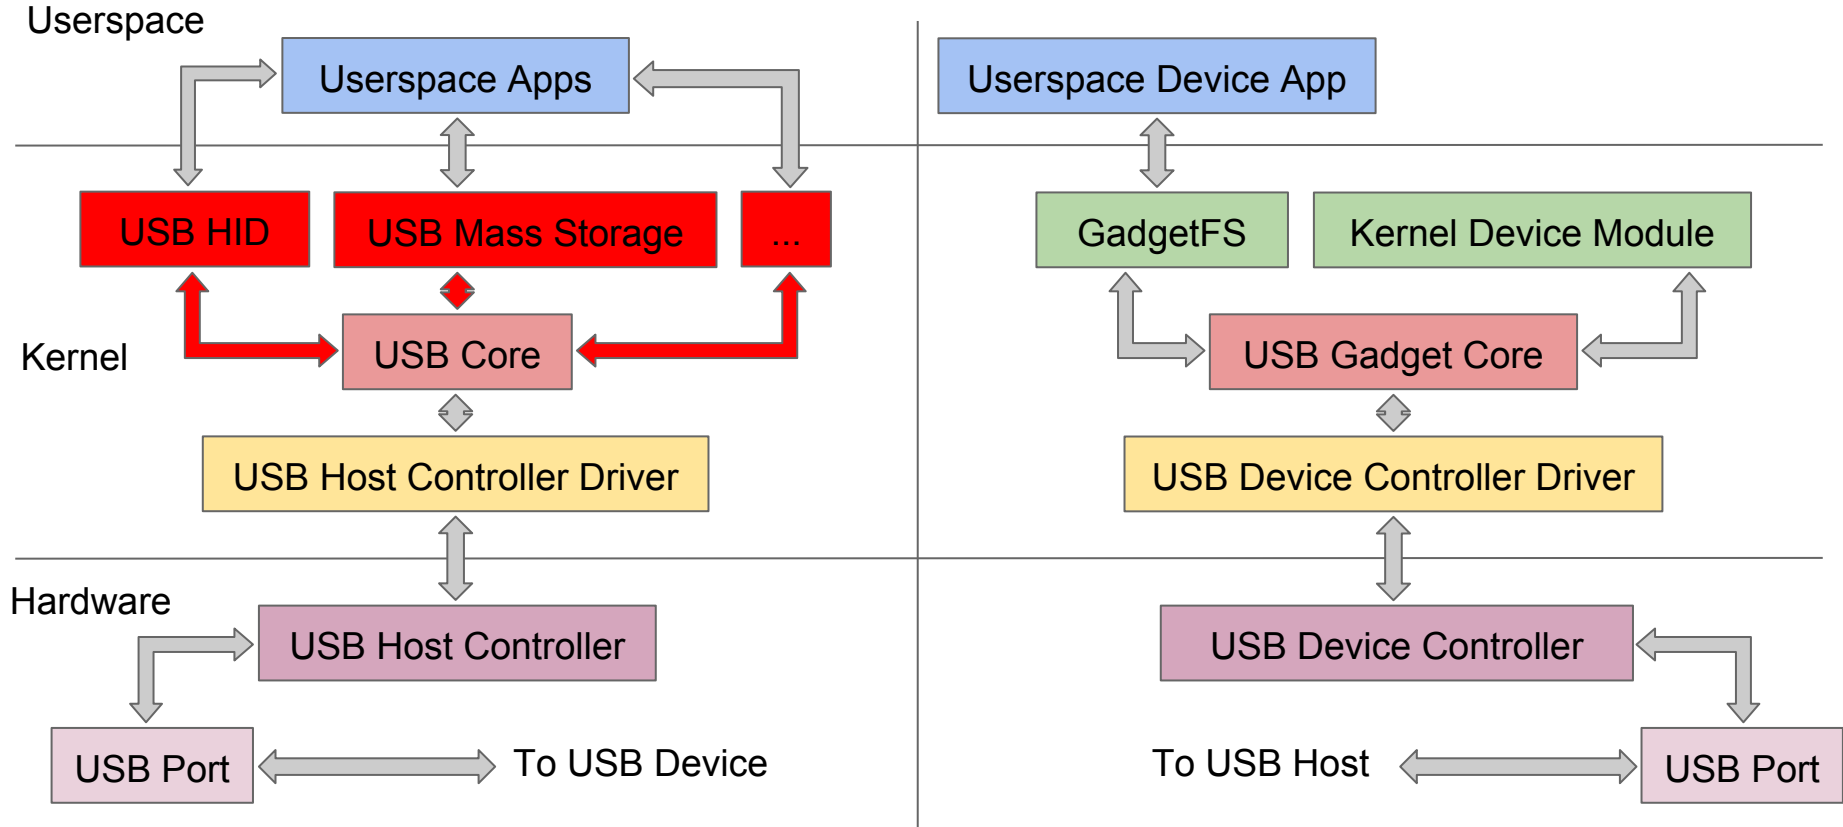 Userspace
Userspace Apps
Userspace Device App
USB HID
USB Mass Storage
...
GadgetFS
Kernel Device Module
Kernel
USB Core
USB Gadget Core
USB Host Controller Driver
USB Device Controller Driver
Hardware
USB Host Controller
USB Device Controller
USB Port
To USB Device
To USB Host
USB Port